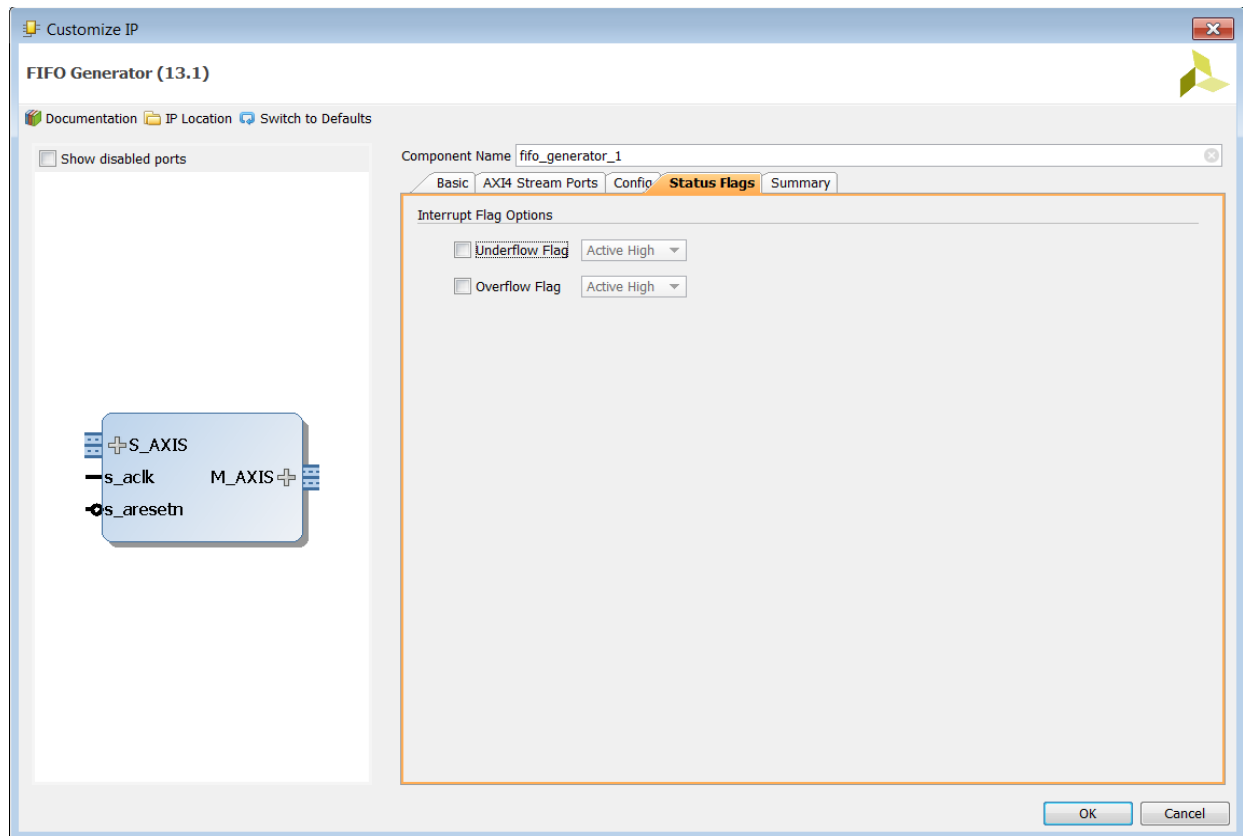 Customize IP
FIFO Generator (13.1)
Documentation IP Location Switch to Defaults
Show disabled ports
Component Name fifo_generator_1
Basic AXI4 Stream Ports Config Status Flags Summary
Interrupt Flag Options
Underflow Flag Active High
Overflow Flag Active High
S_AXIS
s_aclk M_AXIS
s_aresetn
OK Cancel